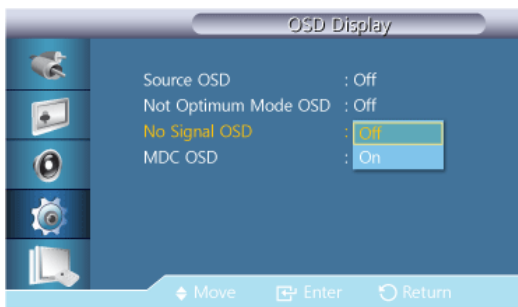 OSD Display
Source OSD : Off
Not Optimum Mode OSD : Off
No Signal OSD : Off
MDC OSD : On
Move Enter Return